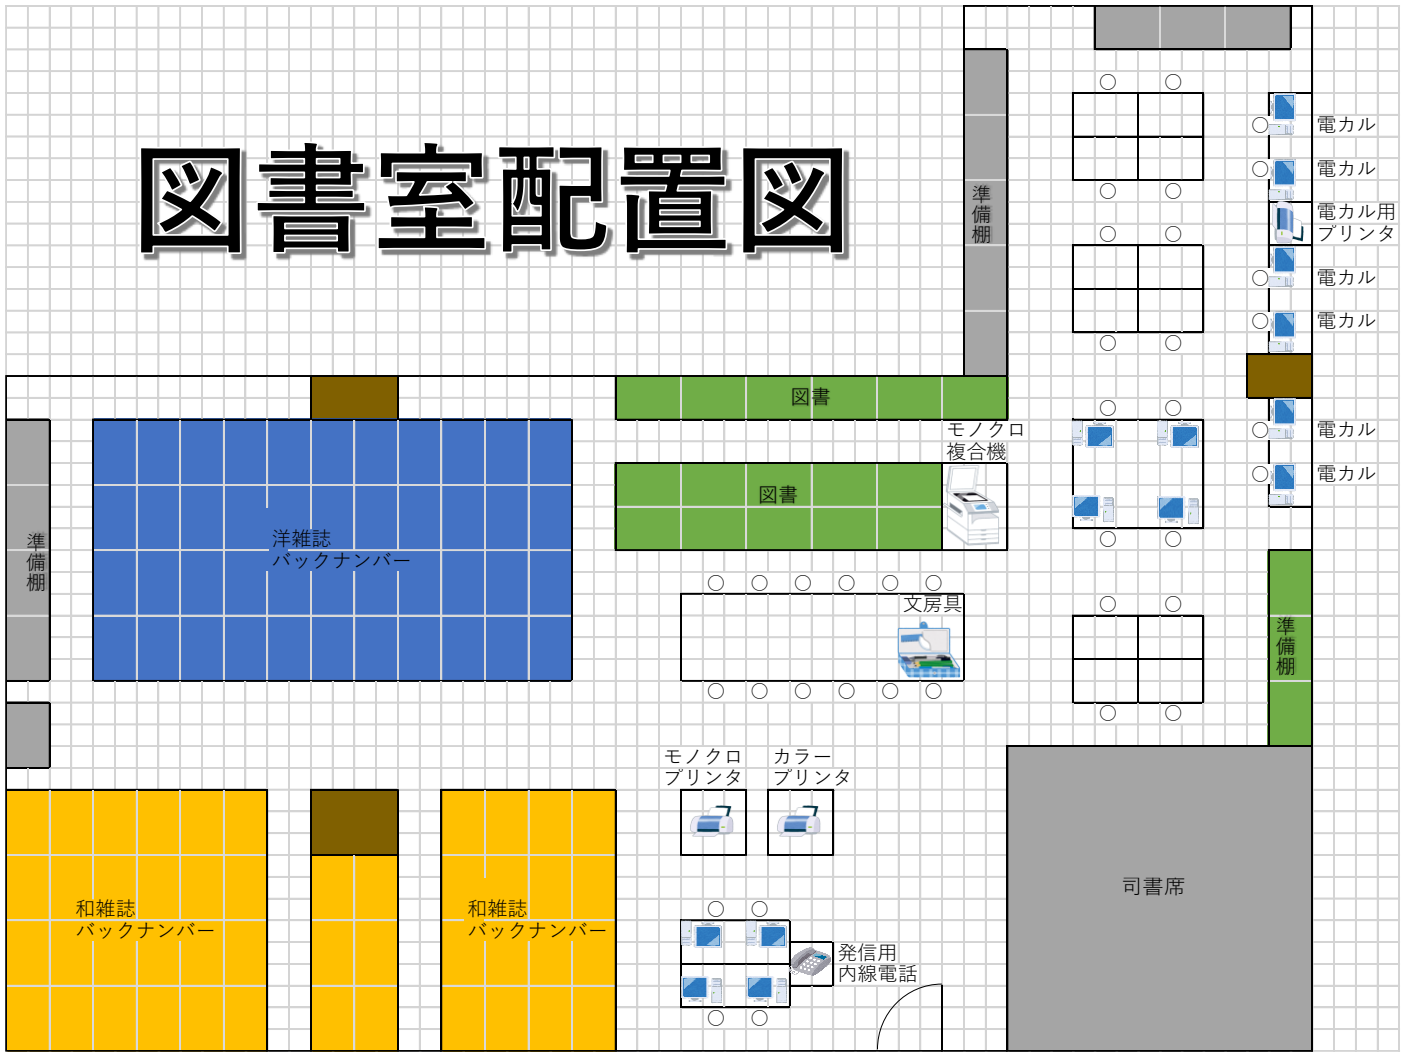 図書室配置図
電カル
電カル
準備棚
電カル用
プリンタ
電カル
電カル
図書
モノクロ
複合機
電カル
電カル
図書
準備棚
洋雑誌
バックナンバー
文房具
準備棚
モノクロ
プリンタ
カラー
プリンタ
司書席
和雑誌
バックナンバー
和雑誌
バックナンバー
発信用
内線電話